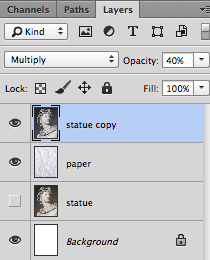 Channels Paths Layers
Kind
Multiply Opacity: 40%
Lock: Fill: 100%
statue copy
paper
statue
Background